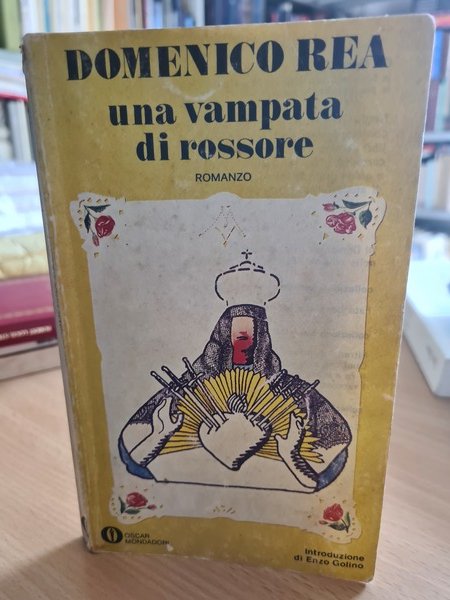 DOMENICO REA
una vampata
di rossore
ROMANZO
OSCAR
MONDADORI
Introduzione
di Enzo Golino